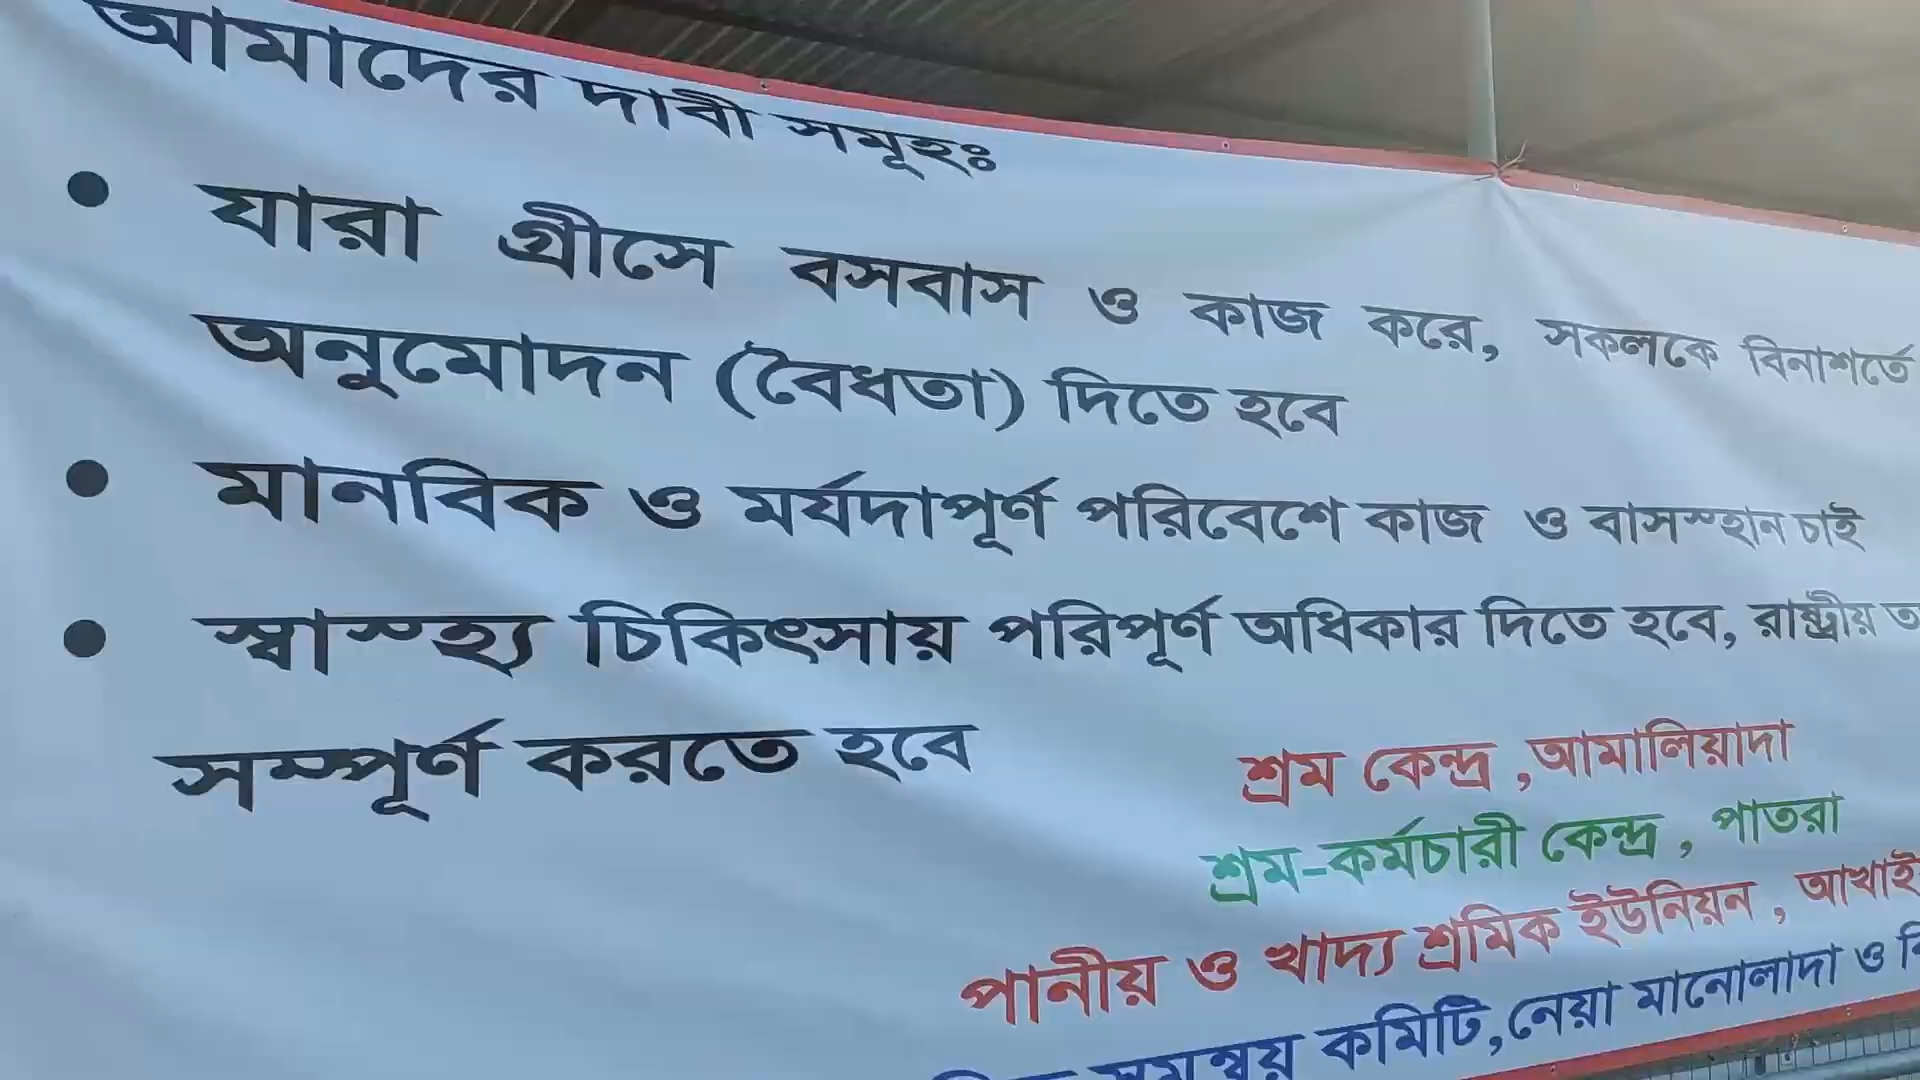 আমাদের দাবী সমূহঃ
• যারা গ্রীসে বসবাস ও কাজ করে, সকলকে বিনাশর্তে
অনুমোদন (বৈধতা) দিতে হবে
• মানবিক ও মর্যদাপূর্ণ পরিবেশে কাজ ও বাসস্হান চাই
• স্বাস্হ্য চিকিৎসায় পরিপূর্ণ অধিকার দিতে হবে, রাষ্ট্রীয়
সম্পূর্ণ করতে হবে
শ্রম কেন্দ্র ,আমালিয়াদা
শ্রম-কর্মচারী কেন্দ্র , পাতরা
পানীয় ও খাদ্য শ্রমিক ইউনিয়ন ,
সমন্বয় কমিটি,নেয়া মানোলাদা ও